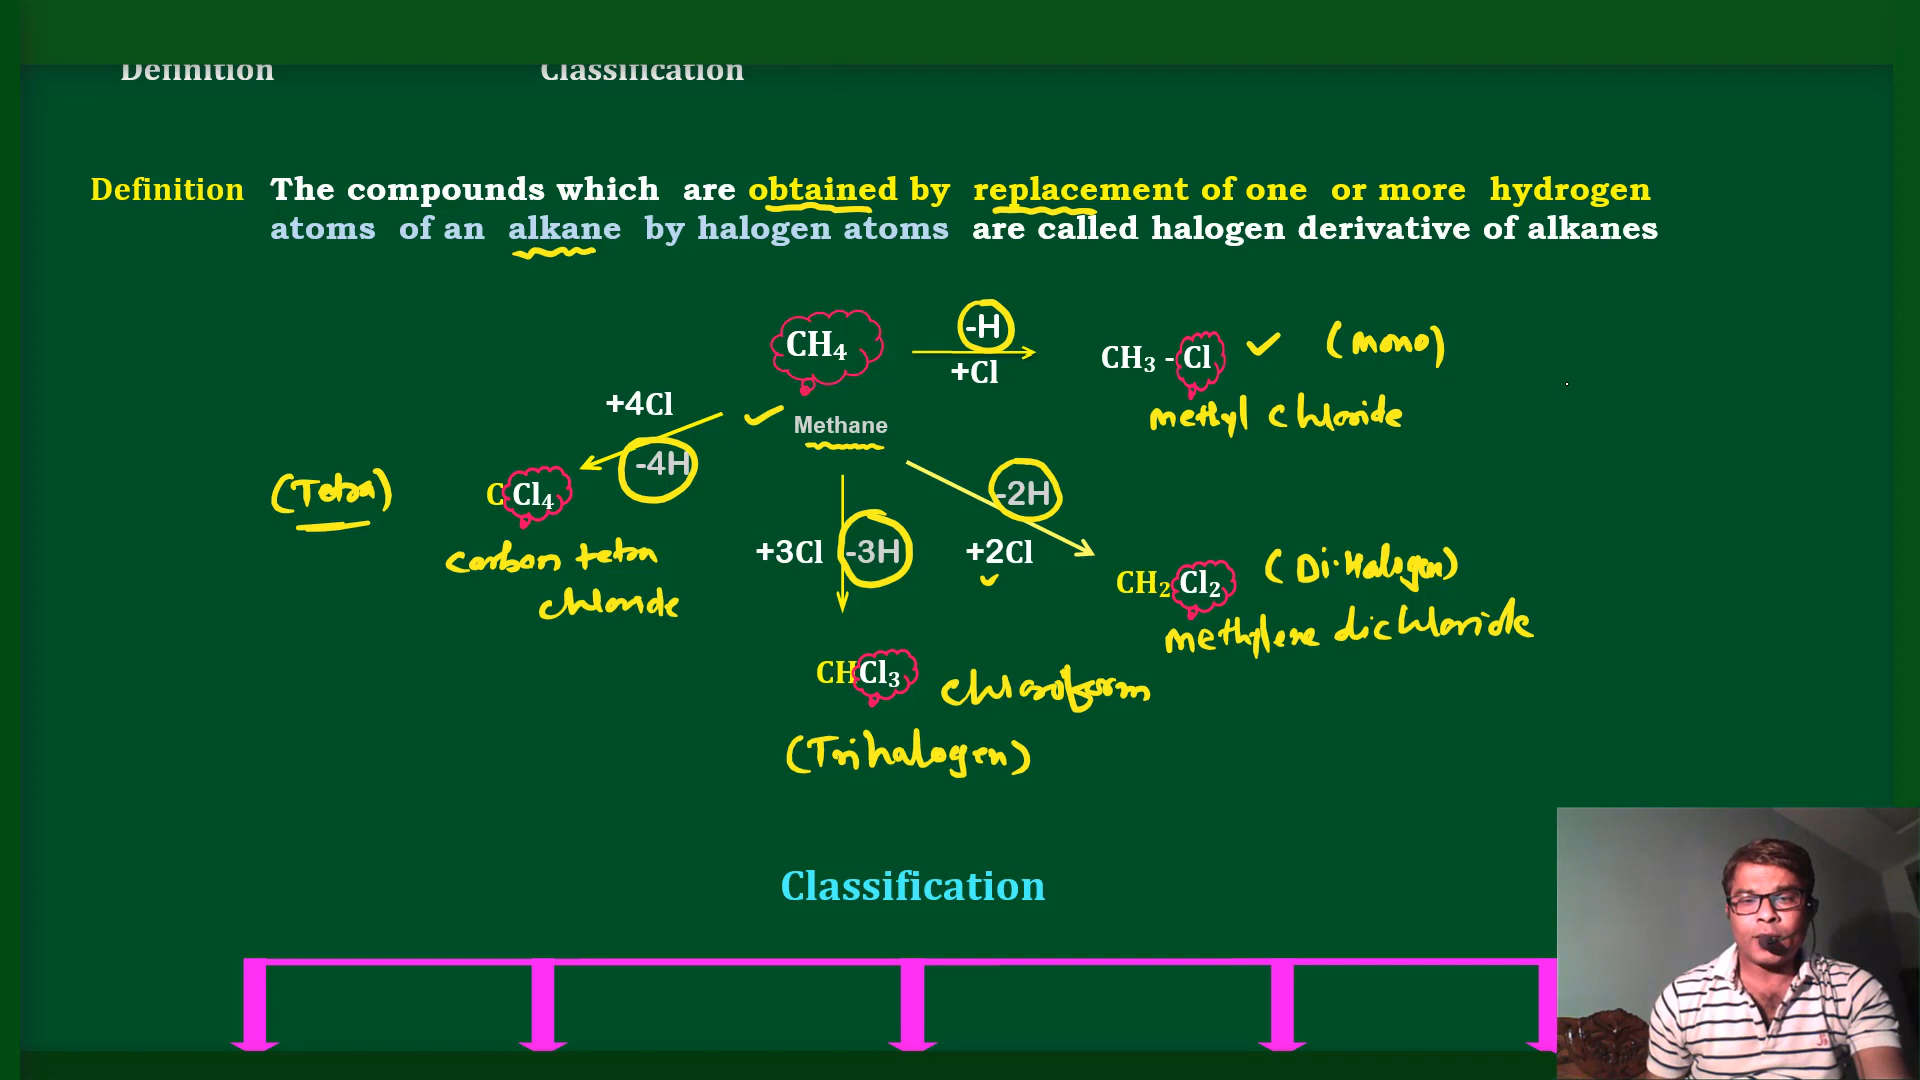 Definition Classification
Definition The compounds which are obtained by replacement of one or more hydrogen
atoms of an alkane by halogen atoms are called halogen derivative of alkanes
-H
CH₄ CH₃ - Cl (mono)
+Cl
+4Cl methyl chloride
Methane
-4H
(Tetra) CCl₄ -2H
carbon tetra +3Cl -3H +2Cl
chloride CH₂Cl₂ (Di.Halogen)
methylene dichloride
CHCl₃ chloroform
(Trihalogen)
Classification